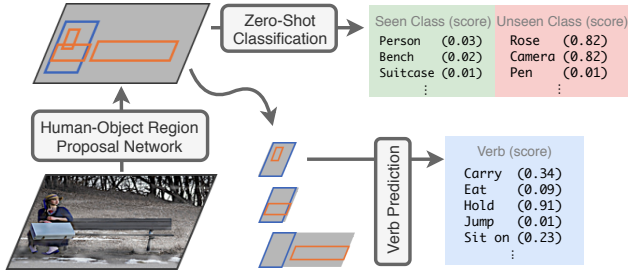 Zero-Shot
Classification
Seen Class (score)
Person (0.03)
Bench (0.02)
Suitcase (0.01)
⋮
Unseen Class (score)
Rose (0.82)
Camera (0.82)
Pen (0.01)
⋮
Human-Object Region
Proposal Network
Verb Prediction
Verb (score)
Carry (0.34)
Eat (0.09)
Hold (0.91)
Jump (0.01)
Sit on (0.23)
⋮